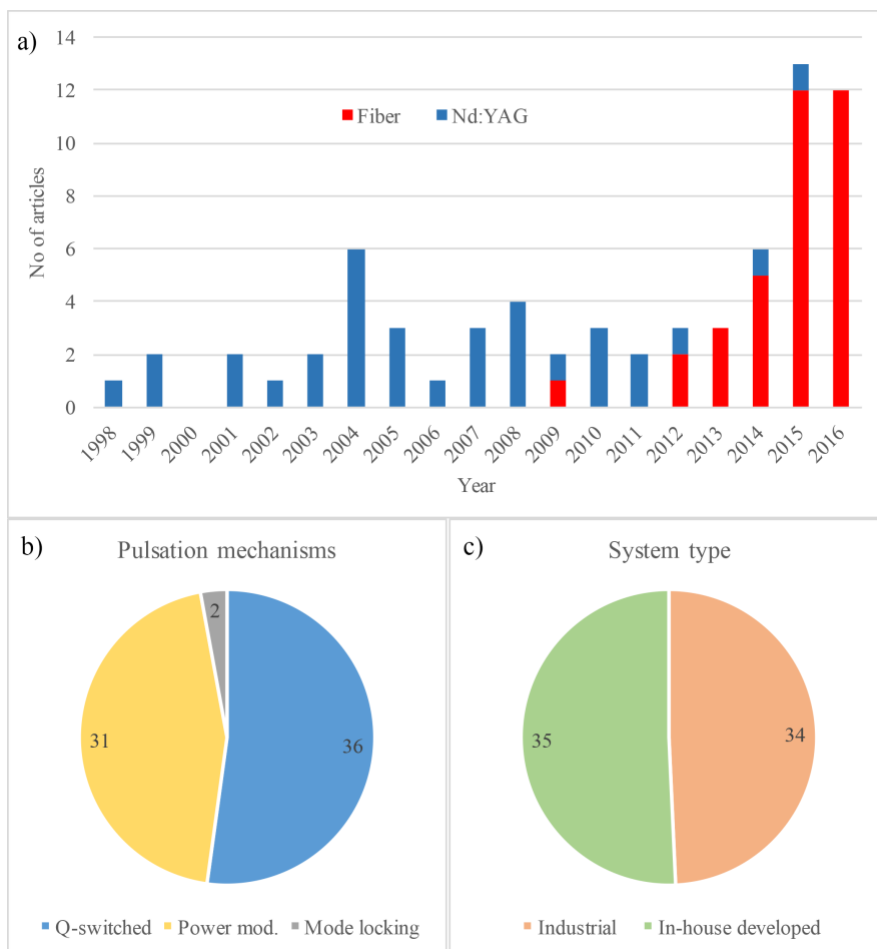 a)
14
12
10
8
6
4
2
0
No of articles
Fiber Nd:YAG
1998 1999 2000 2001 2002 2003 2004 2005 2006 2007 2008 2009 2010 2011 2012 2013 2014 2015 2016
Year
b)
Pulsation mechanisms
2
31
36
Q-switched Power mod. Mode locking
c)
System type
35
34
Industrial In-house developed